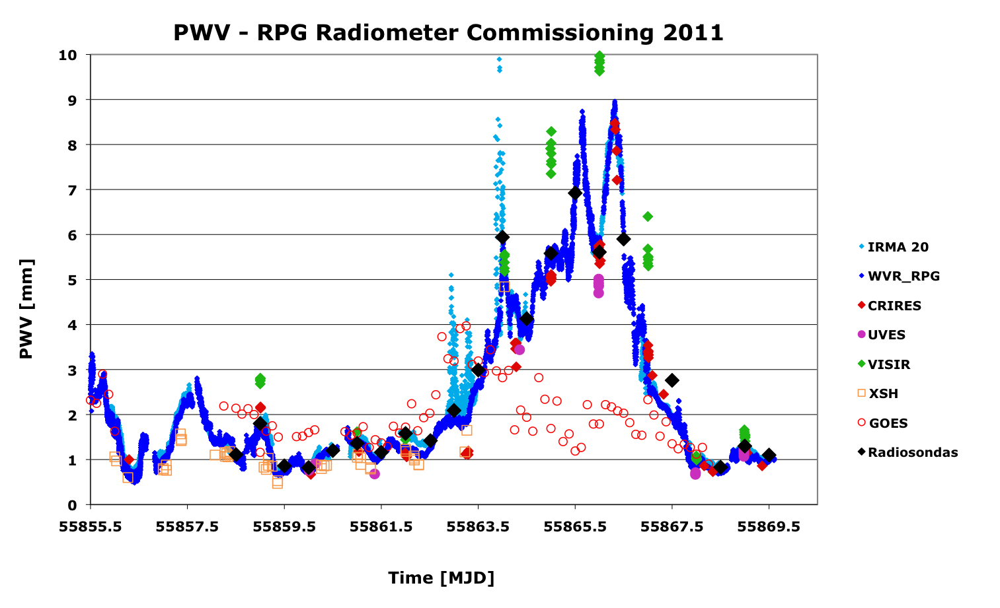 PWV - RPG Radiometer Commissioning 2011
10
9
8
7
6
5
4
3
2
1
0
PWV [mm]
55855.5 55857.5 55859.5 55861.5 55863.5 55865.5 55867.5 55869.5
Time [MJD]
IRMA 20
WVR_RPG
CRIRES
UVES
VISIR
XSH
GOES
Radiosondas